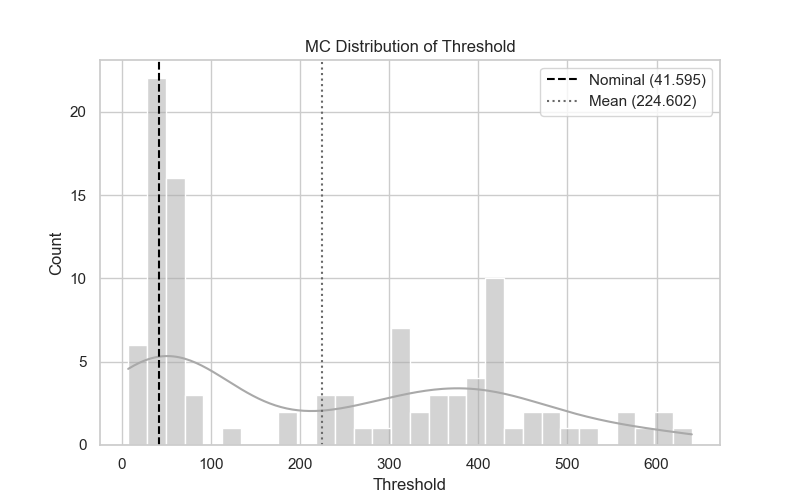 MC Distribution of Threshold
Nominal (41.595)
Mean (224.602)
Count
20
15
10
5
0
0 100 200 300 400 500 600
Threshold